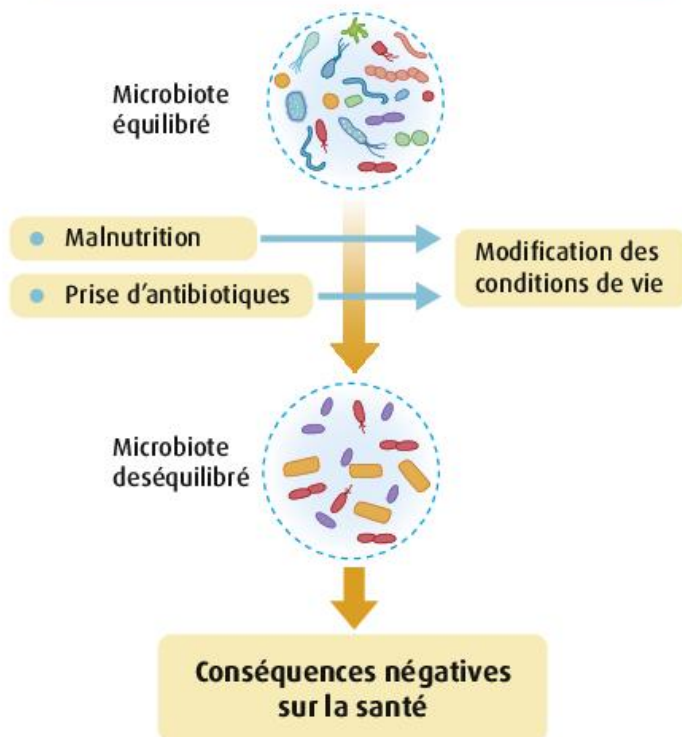 Microbiote
équilibré
• Malnutrition
• Prise d'antibiotiques
Modification des
conditions de vie
Microbiote
deséquilibré
Conséquences négatives
sur la santé